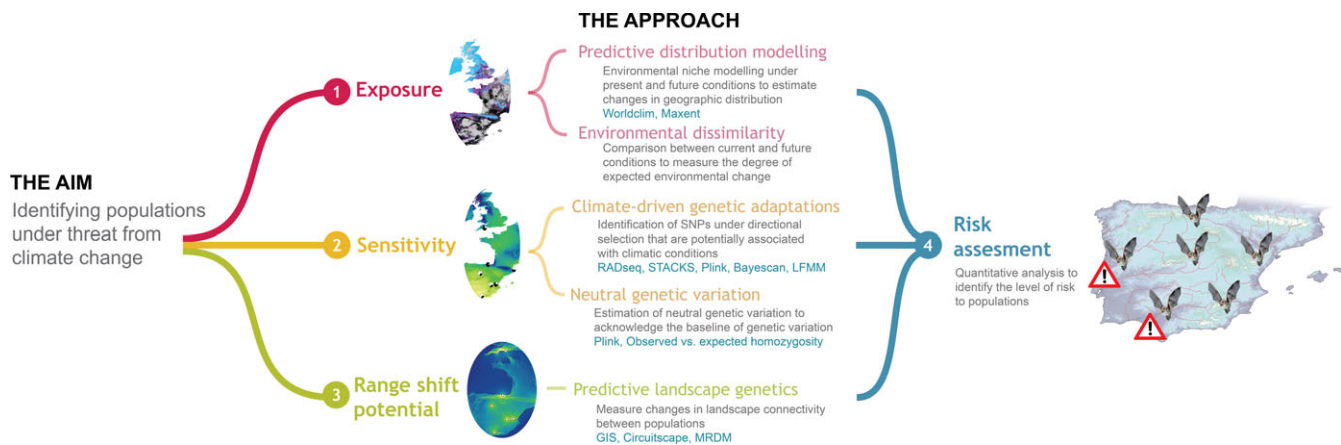 THE APPROACH
THE AIM
Identifying populations
under threat from
climate change
1
Exposure
Predictive distribution modelling
Environmental niche modelling under
present and future conditions to estimate
changes in geographic distribution
Worldclim, Maxent
Environmental dissimilarity
Comparison between current and future
conditions to measure the degree of
expected environmental change
2
Sensitivity
Climate-driven genetic adaptations
Identification of SNPs under directional
selection that are potentially associated
with climatic conditions
RADseq, STACKS, Plink, Bayescan, LFMM
Neutral genetic variation
Estimation of neutral genetic variation to
acknowledge the baseline of genetic variation
Plink, Observed vs. expected homozygosity
3
Range shift
potential
Predictive landscape genetics
Measure changes in landscape connectivity
between populations
GIS, Circuitscape, MRDM
4
Risk
assesment
Quantitative analysis to
identify the level of risk
to populations
!
!